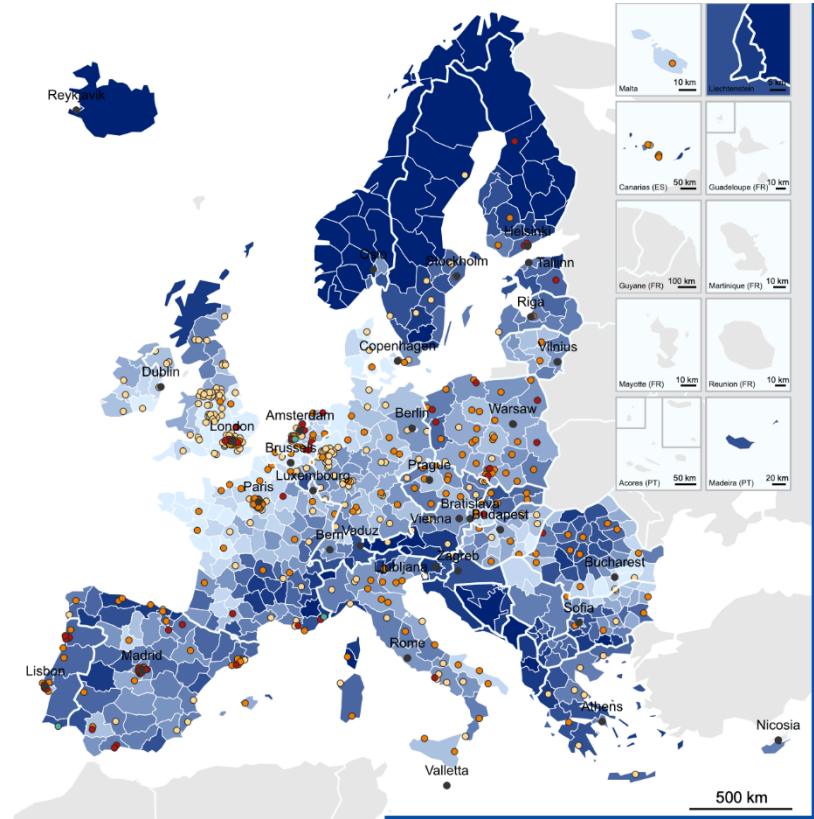 Reykjavik
Oslo
Helsinki
Stockholm
Tallinn
Riga
Copenhagen
Vilnius
Dublin
Amsterdam
Berlin
Warsaw
London
Brussels
Luxembourg
Prague
Paris
Bratislava
Vienna
Budapest
Bern
Vaduz
Ljubljana
Zagreb
Bucharest
Sofia
Rome
Madrid
Lisbon
Athens
Nicosia
Valletta
Malta
10 km
Liechtenstein
5 km
Canarias (ES)
50 km
Guadeloupe (FR)
10 km
Guyane (FR)
100 km
Martinique (FR)
10 km
Mayotte (FR)
10 km
Reunion (FR)
10 km
Acores (PT)
50 km
Madeira (PT)
20 km
500 km